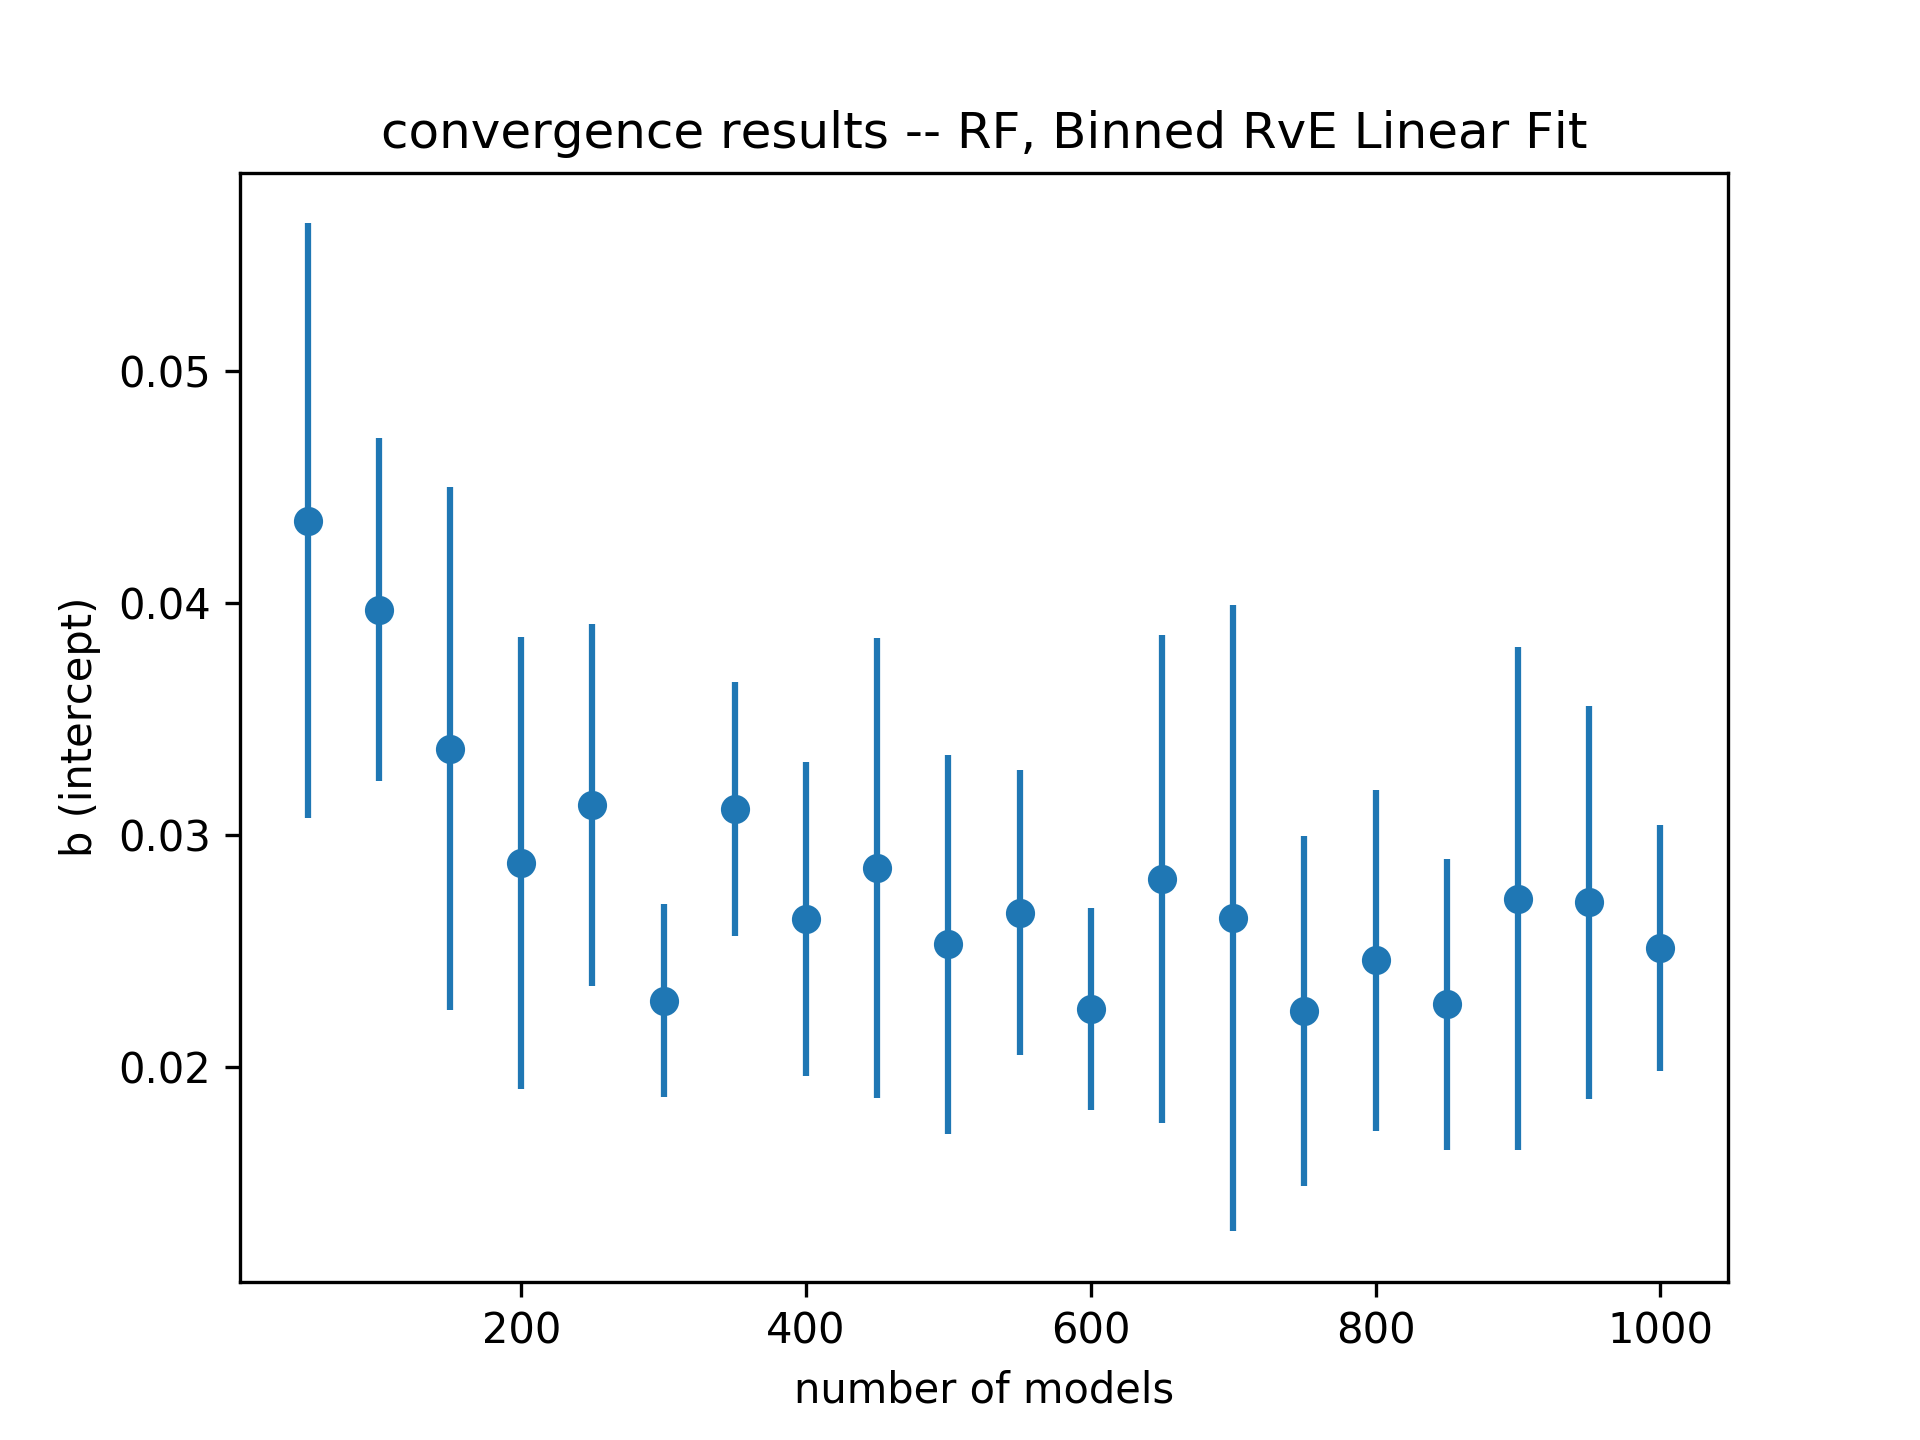 convergence results -- RF, Binned RvE Linear Fit
b (intercept)
0.05
0.04
0.03
0.02
200 400 600 800 1000
number of models